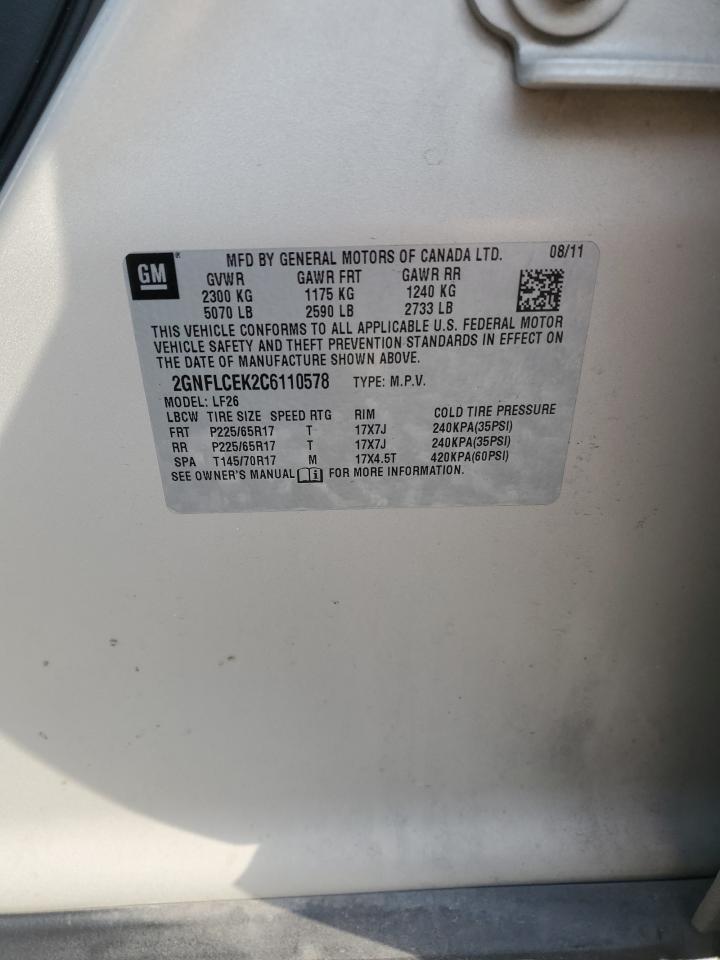 GM
MFD BY GENERAL MOTORS OF CANADA LTD. 08/11
GVWR GAWR FRT GAWR RR
2300 KG 1175 KG 1240 KG
5070 LB 2590 LB 2733 LB
THIS VEHICLE CONFORMS TO ALL APPLICABLE U.S. FEDERAL MOTOR
VEHICLE SAFETY AND THEFT PREVENTION STANDARDS IN EFFECT ON
THE DATE OF MANUFACTURE SHOWN ABOVE.
2GNFLCEK2C6110578 TYPE: M.P.V.
MODEL: LF26
LBCW TIRE SIZE SPEED RTG RIM COLD TIRE PRESSURE
FRT P225/65R17 T 17X7J 240KPA(35PSI)
RR P225/65R17 T 17X7J 240KPA(35PSI)
SPA T145/70R17 M 17X4.5T 420KPA(60PSI)
SEE OWNER'S MANUAL FOR MORE INFORMATION.